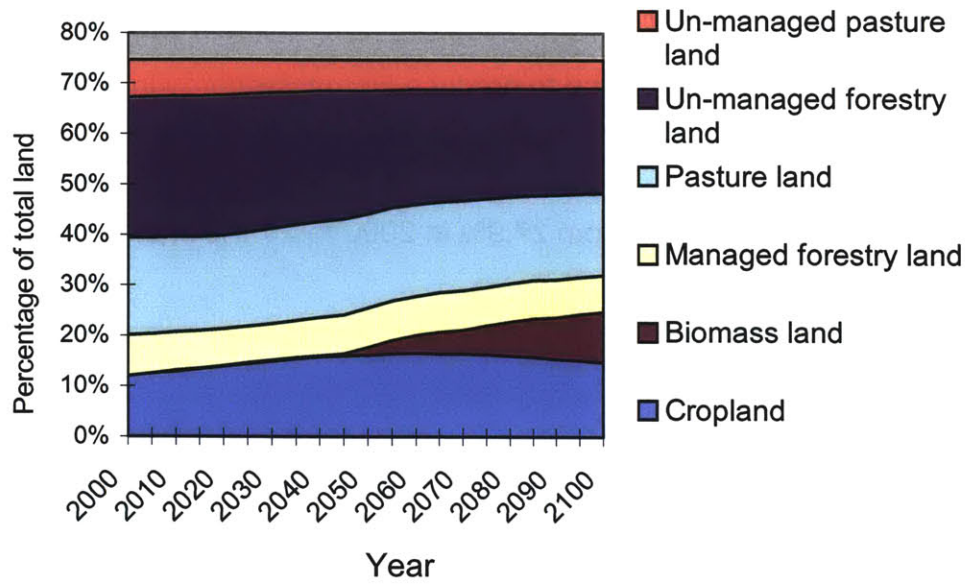 80%
70%
60%
50%
40%
30%
20%
10%
0%
Percentage of total land
2000
2010
2020
2030
2040
2050
2060
2070
2080
2090
2100
Year
Un-managed pasture
land
Un-managed forestry
land
Pasture land
Managed forestry land
Biomass land
Cropland